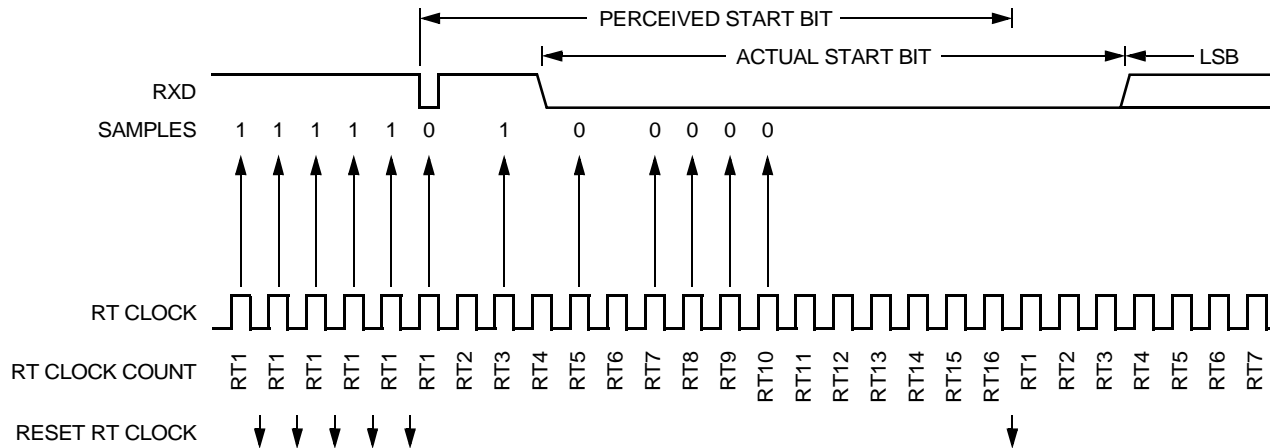 PERCEIVED START BIT
ACTUAL START BIT LSB
RXD
SAMPLES 1 1 1 1 1 0 1 0 0 0 0 0
RT CLOCK
RT CLOCK COUNT RT1 RT1 RT1 RT1 RT1 RT1 RT2 RT3 RT4 RT5 RT6 RT7 RT8 RT9 RT10 RT11 RT12 RT13 RT14 RT15 RT16 RT1 RT2 RT3 RT4 RT5 RT6 RT7
RESET RT CLOCK